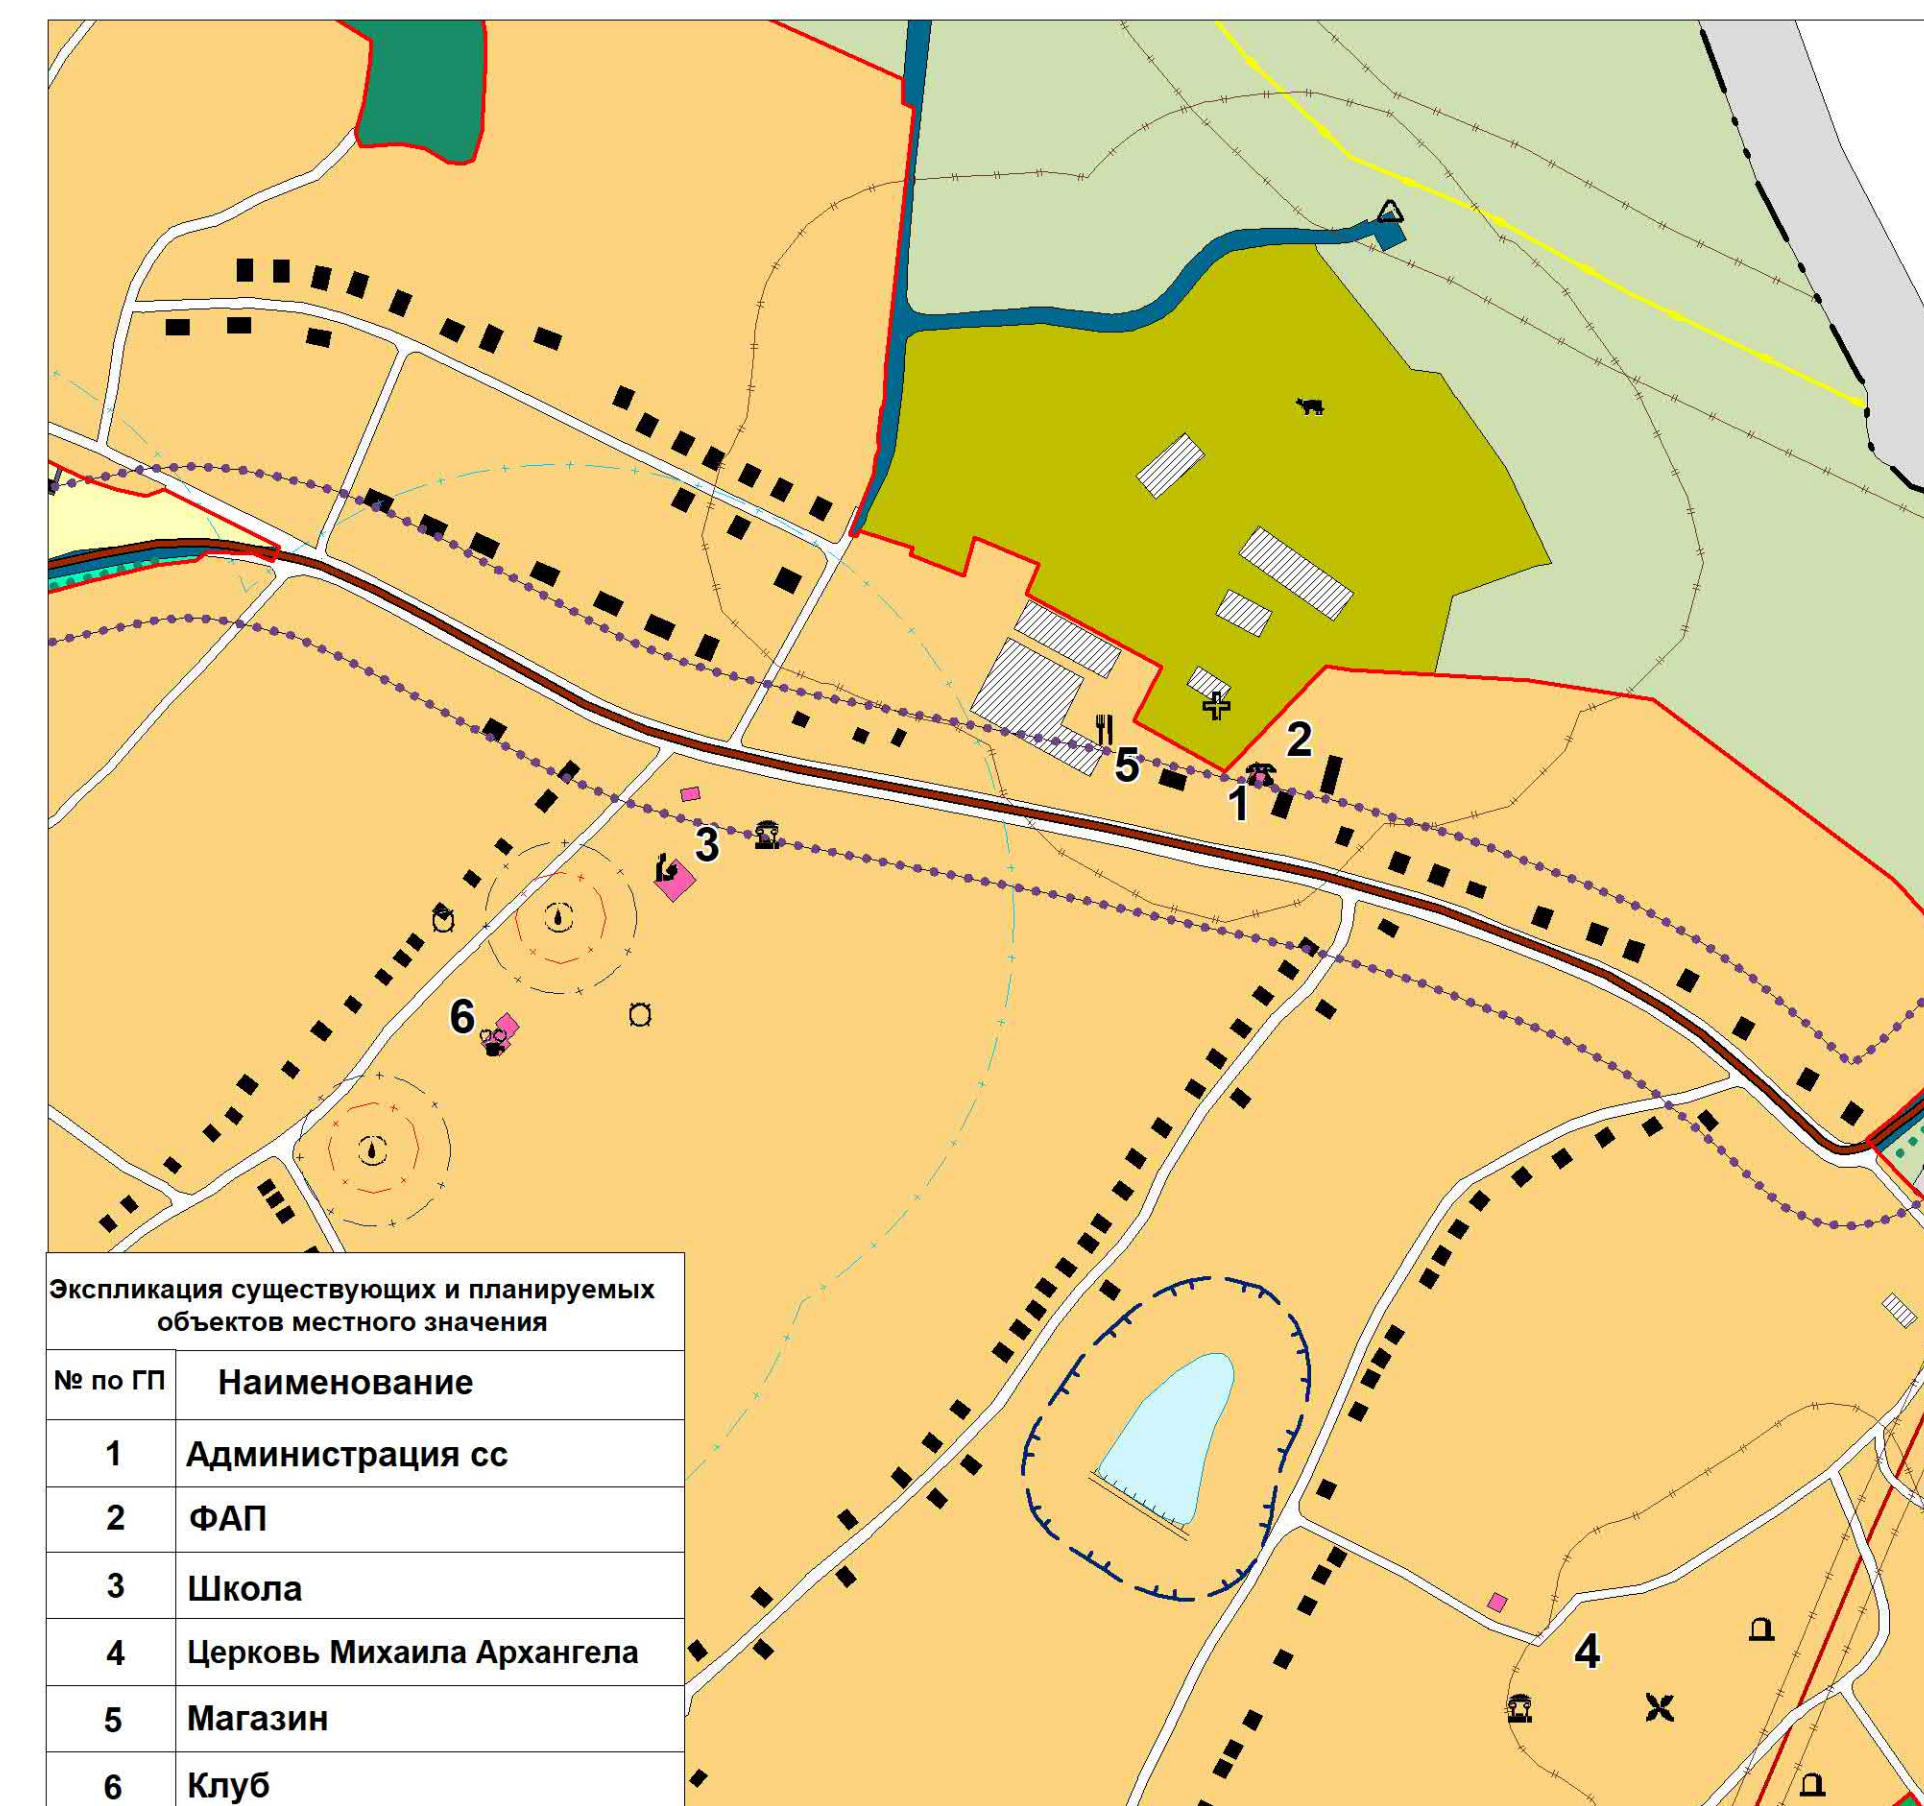 2
5
1
3
6
4
Экспликация существующих и планируемых
объектов местного значения
№ по ГП Наименование
1 Администрация сс
2 ФАП
3 Школа
4 Церковь Михаила Архангела
5 Магазин
6 Клуб